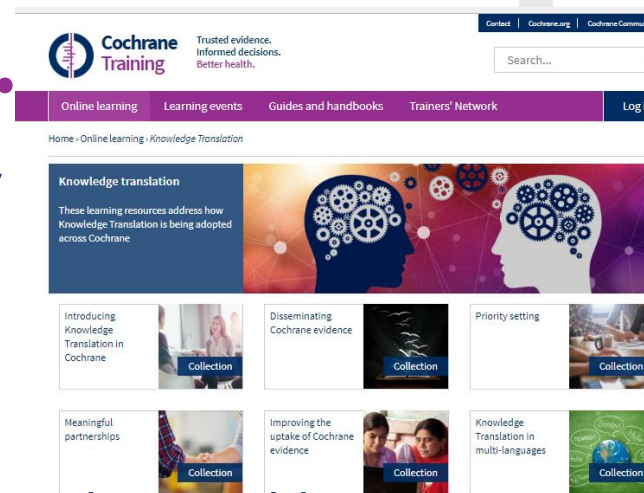 Contact | Cochrane.org | Cochrane Commu
Cochrane
Training
Trusted evidence.
Informed decisions.
Better health.
Search...
Online learning Learning events Guides and handbooks Trainers' Network Log i
Home › Online learning › Knowledge Translation
Knowledge translation
These learning resources address how
Knowledge Translation is being adopted
across Cochrane
Introducing
Knowledge
Translation in
Cochrane
Collection
Disseminating
Cochrane evidence
Collection
Priority setting
Collection
Meaningful
partnerships
Collection
Improving the
uptake of Cochrane
evidence
Collection
Knowledge
Translation in
multi-languages
Collection